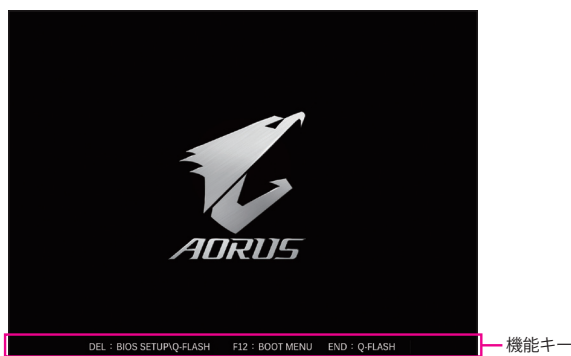 AORUS
DEL : BIOS SETUP\Q-FLASH F12 : BOOT MENU END : Q-FLASH
機能キー